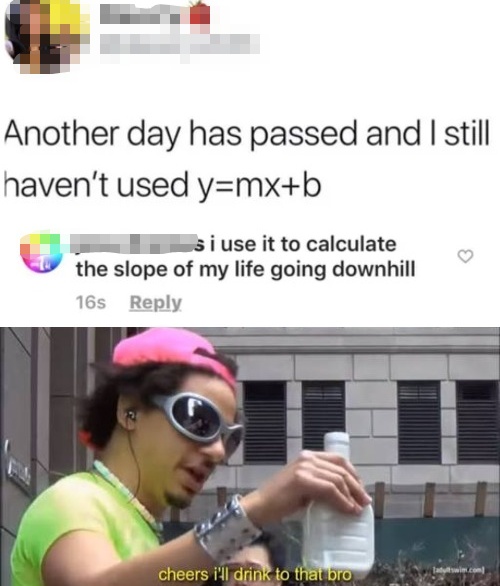 Another day has passed and I still
haven't used y=mx+b
s i use it to calculate
the slope of my life going downhill
16s Reply
cheers i'll drink to that bro
[adultswim.com]